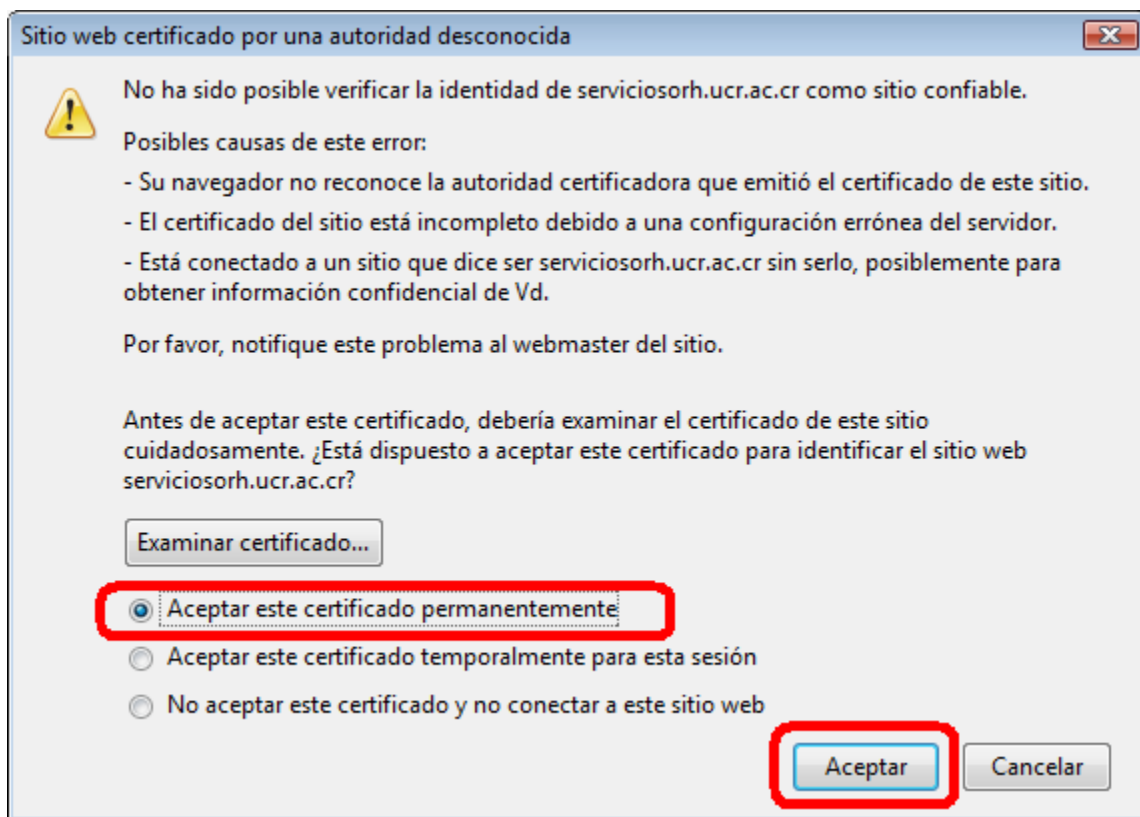 Sitio web certificado por una autoridad desconocida
No ha sido posible verificar la identidad de serviciosorh.ucr.ac.cr como sitio confiable.
Posibles causas de este error:
- Su navegador no reconoce la autoridad certificadora que emitió el certificado de este sitio.
- El certificado del sitio está incompleto debido a una configuración errónea del servidor.
- Está conectado a un sitio que dice ser serviciosorh.ucr.ac.cr sin serlo, posiblemente para
obtener información confidencial de Vd.
Por favor, notifique este problema al webmaster del sitio.
Antes de aceptar este certificado, debería examinar el certificado de este sitio
cuidadosamente. ¿Está dispuesto a aceptar este certificado para identificar el sitio web
serviciosorh.ucr.ac.cr?
Examinar certificado...
Aceptar este certificado permanentemente
Aceptar este certificado temporalmente para esta sesión
No aceptar este certificado y no conectar a este sitio web
Aceptar
Cancelar